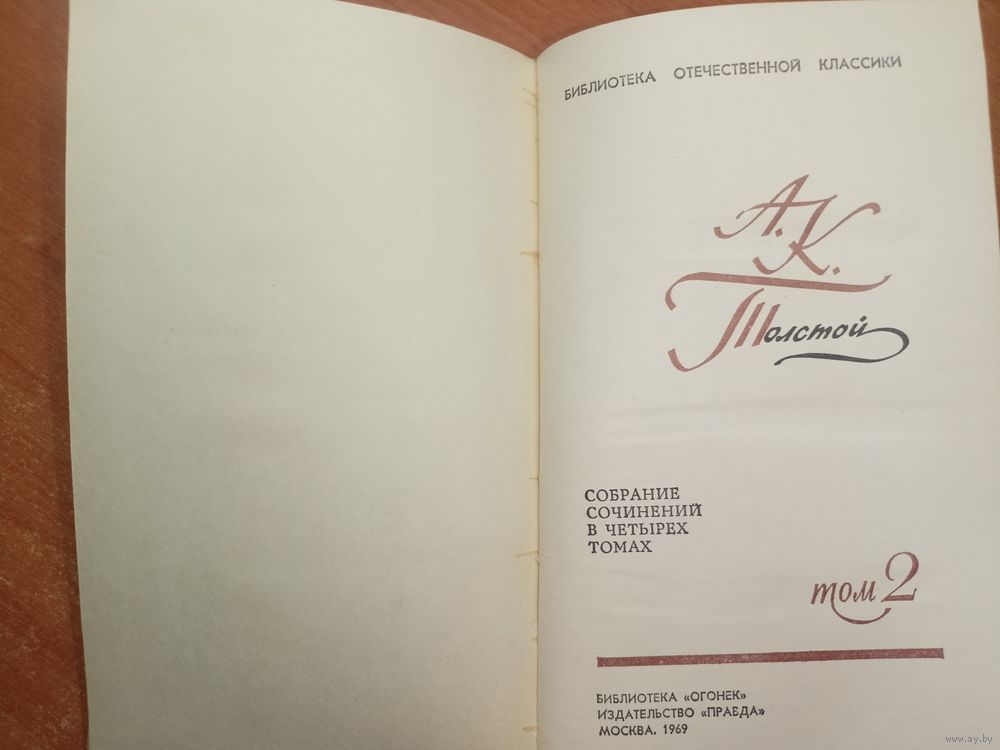 БИБЛИОТЕКА ОТЕЧЕСТВЕННОЙ КЛАССИКИ
А.К.
Толстой
СОБРАНИЕ
СОЧИНЕНИЙ
В ЧЕТЫРЕХ
ТОМАХ
том 2
БИБЛИОТЕКА «ОГОНЕК»
ИЗДАТЕЛЬСТВО «ПРАВДА»
МОСКВА. 1969
www.ay.by